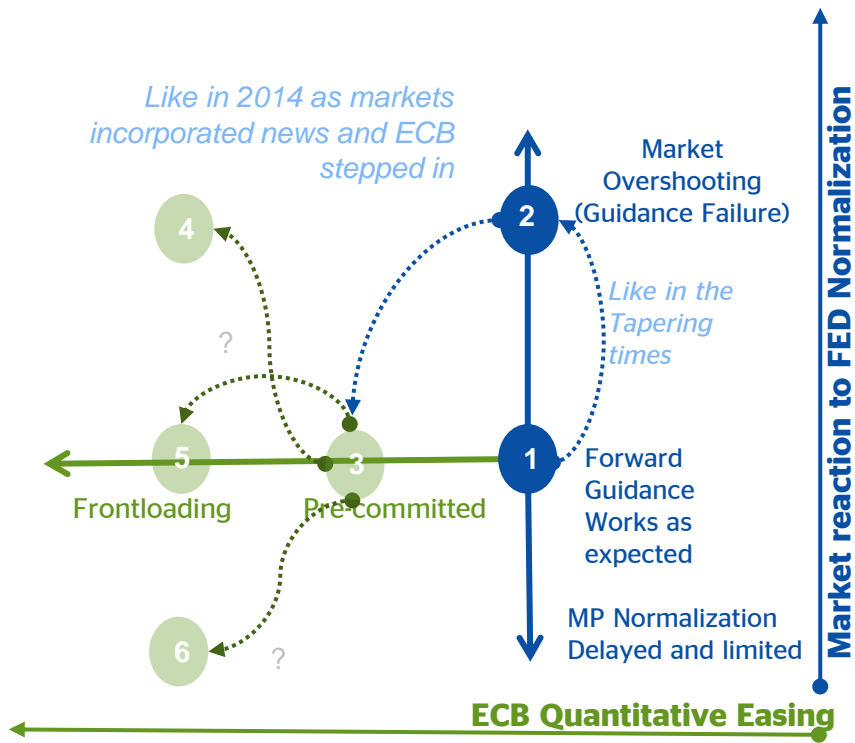 Like in 2014 as markets
incorporated news and ECB
stepped in
Market
Overshooting
(Guidance Failure)
2
4
Like in the
Tapering
times
?
5
3
1
Forward
Guidance
Works as
expected
Frontloading
Pre-committed
6
?
MP Normalization
Delayed and limited
Market reaction to FED Normalization
ECB Quantitative Easing